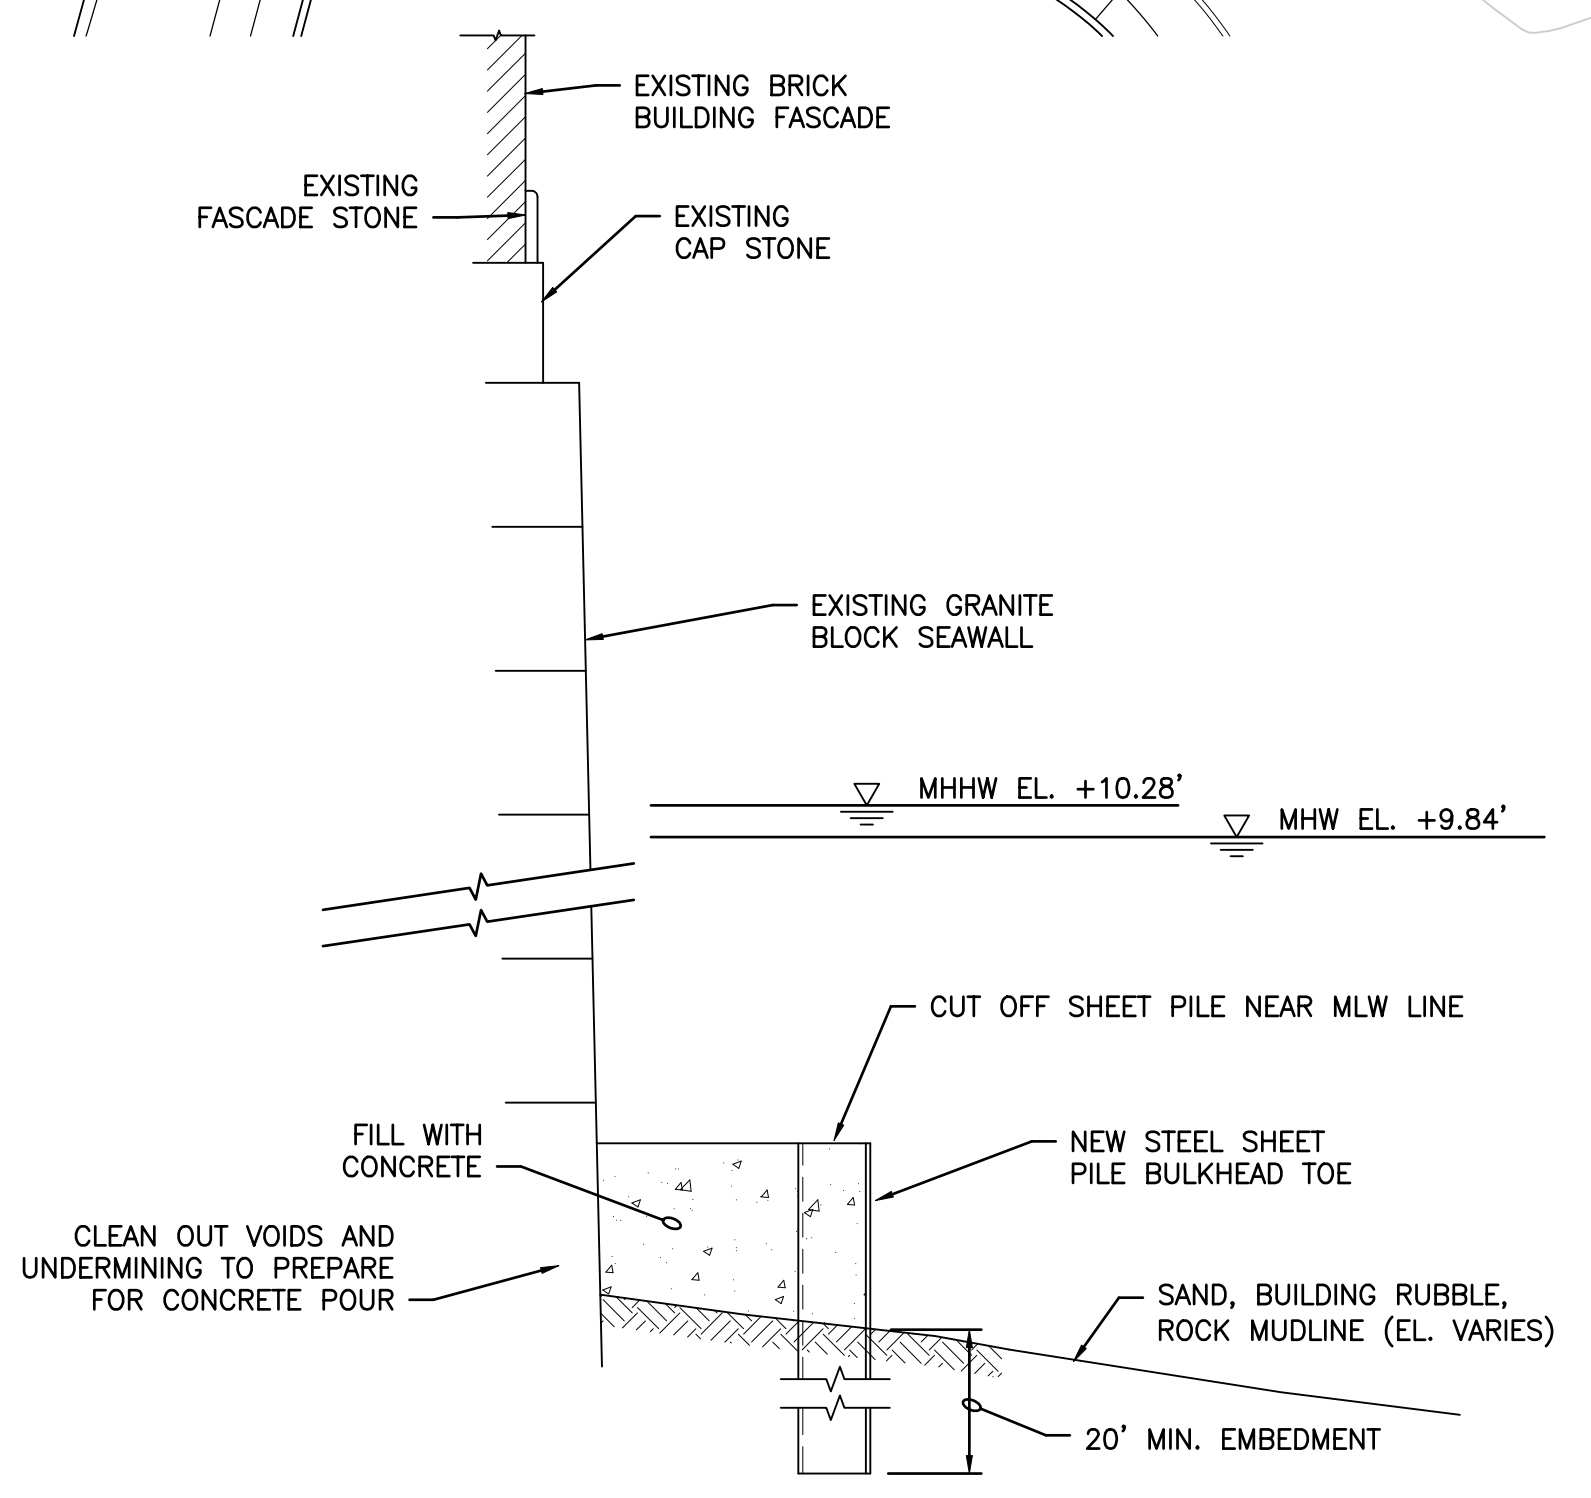 EXISTING BRICK
BUILDING FASCADE
EXISTING
FASCADE STONE
EXISTING
CAP STONE
EXISTING GRANITE
BLOCK SEAWALL
MHHW EL. +10.28'
MHW EL. +9.84'
CUT OFF SHEET PILE NEAR MLW LINE
FILL WITH
CONCRETE
NEW STEEL SHEET
PILE BULKHEAD TOE
CLEAN OUT VOIDS AND
UNDERMINING TO PREPARE
FOR CONCRETE POUR
SAND, BUILDING RUBBLE,
ROCK MUDLINE (EL. VARIES)
20' MIN. EMBEDMENT